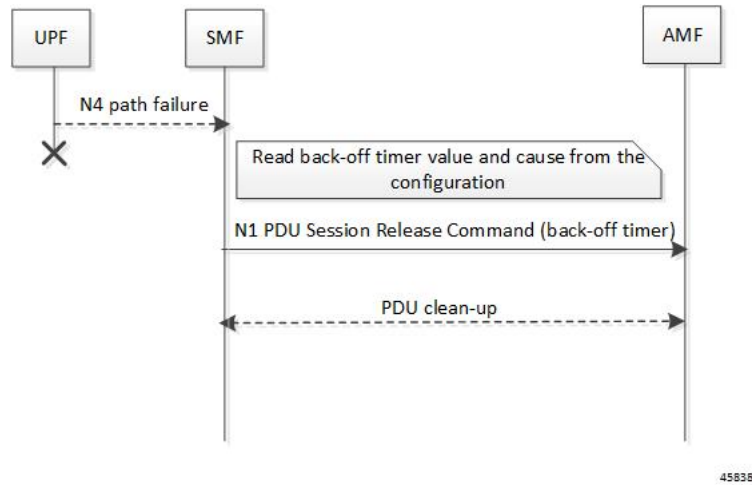 UPF
SMF
AMF
N4 path failure
Read back-off timer value and cause from the
configuration
N1 PDU Session Release Command (back-off timer)
PDU clean-up
45838